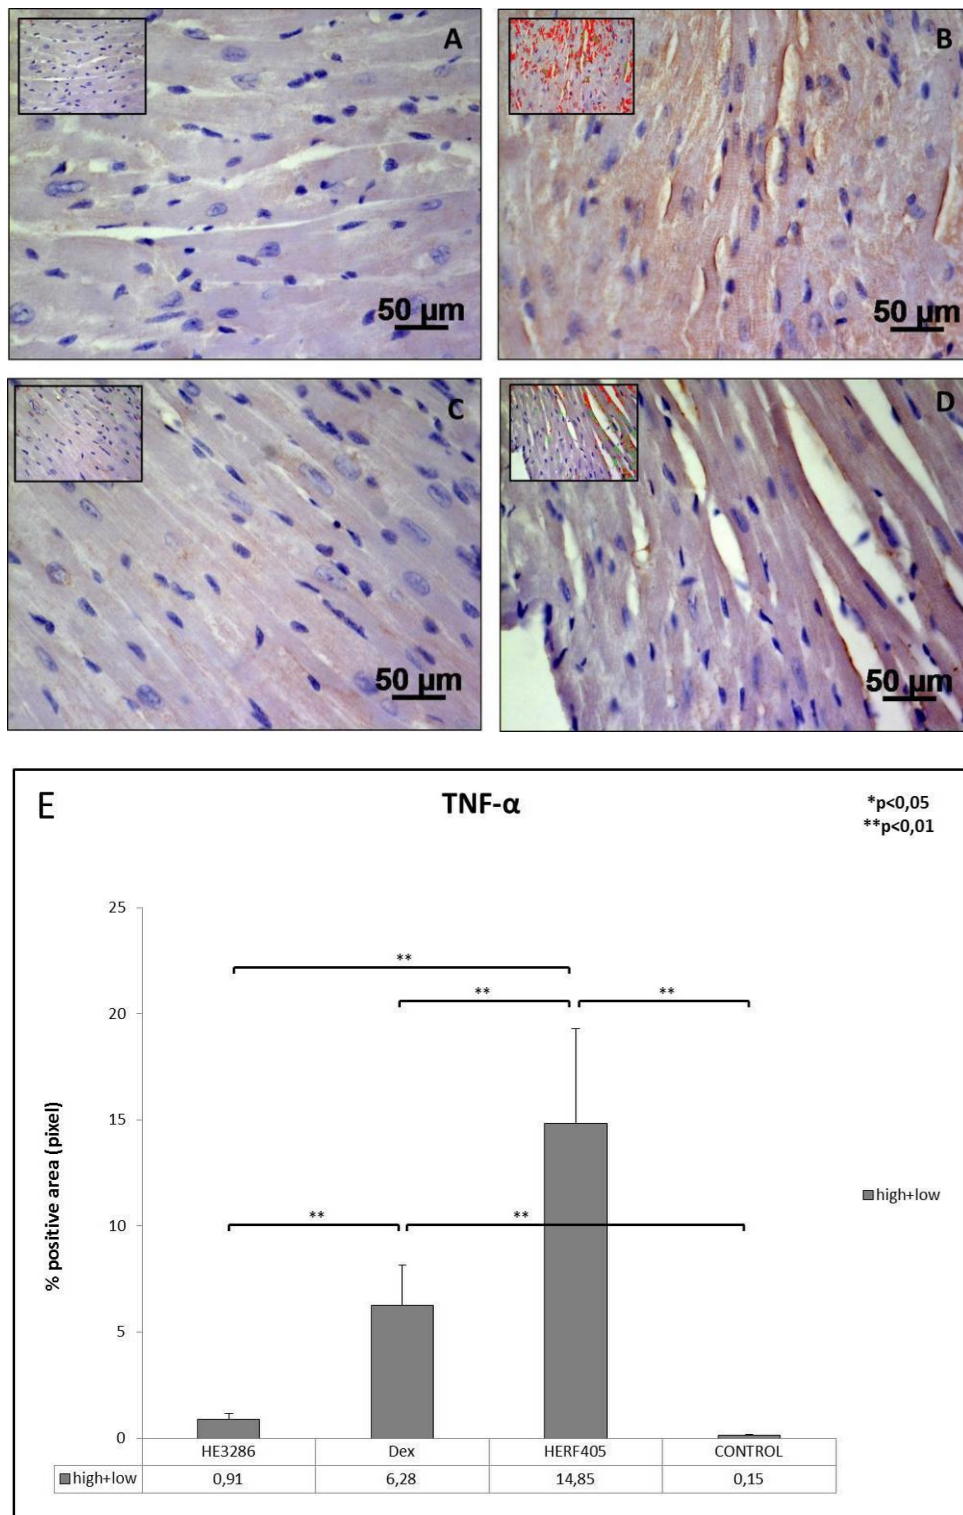 A
50 µm
B
50 µm
C
50 µm
D
50 µm
E
TNF-α
*p<0,05
**p<0,01
25
20
15
10
5
0
% positive area (pixel)
**
**
**
**
**
high+low
HE3286 Dex HERF405 CONTROL
high+low 0,91 6,28 14,85 0,15